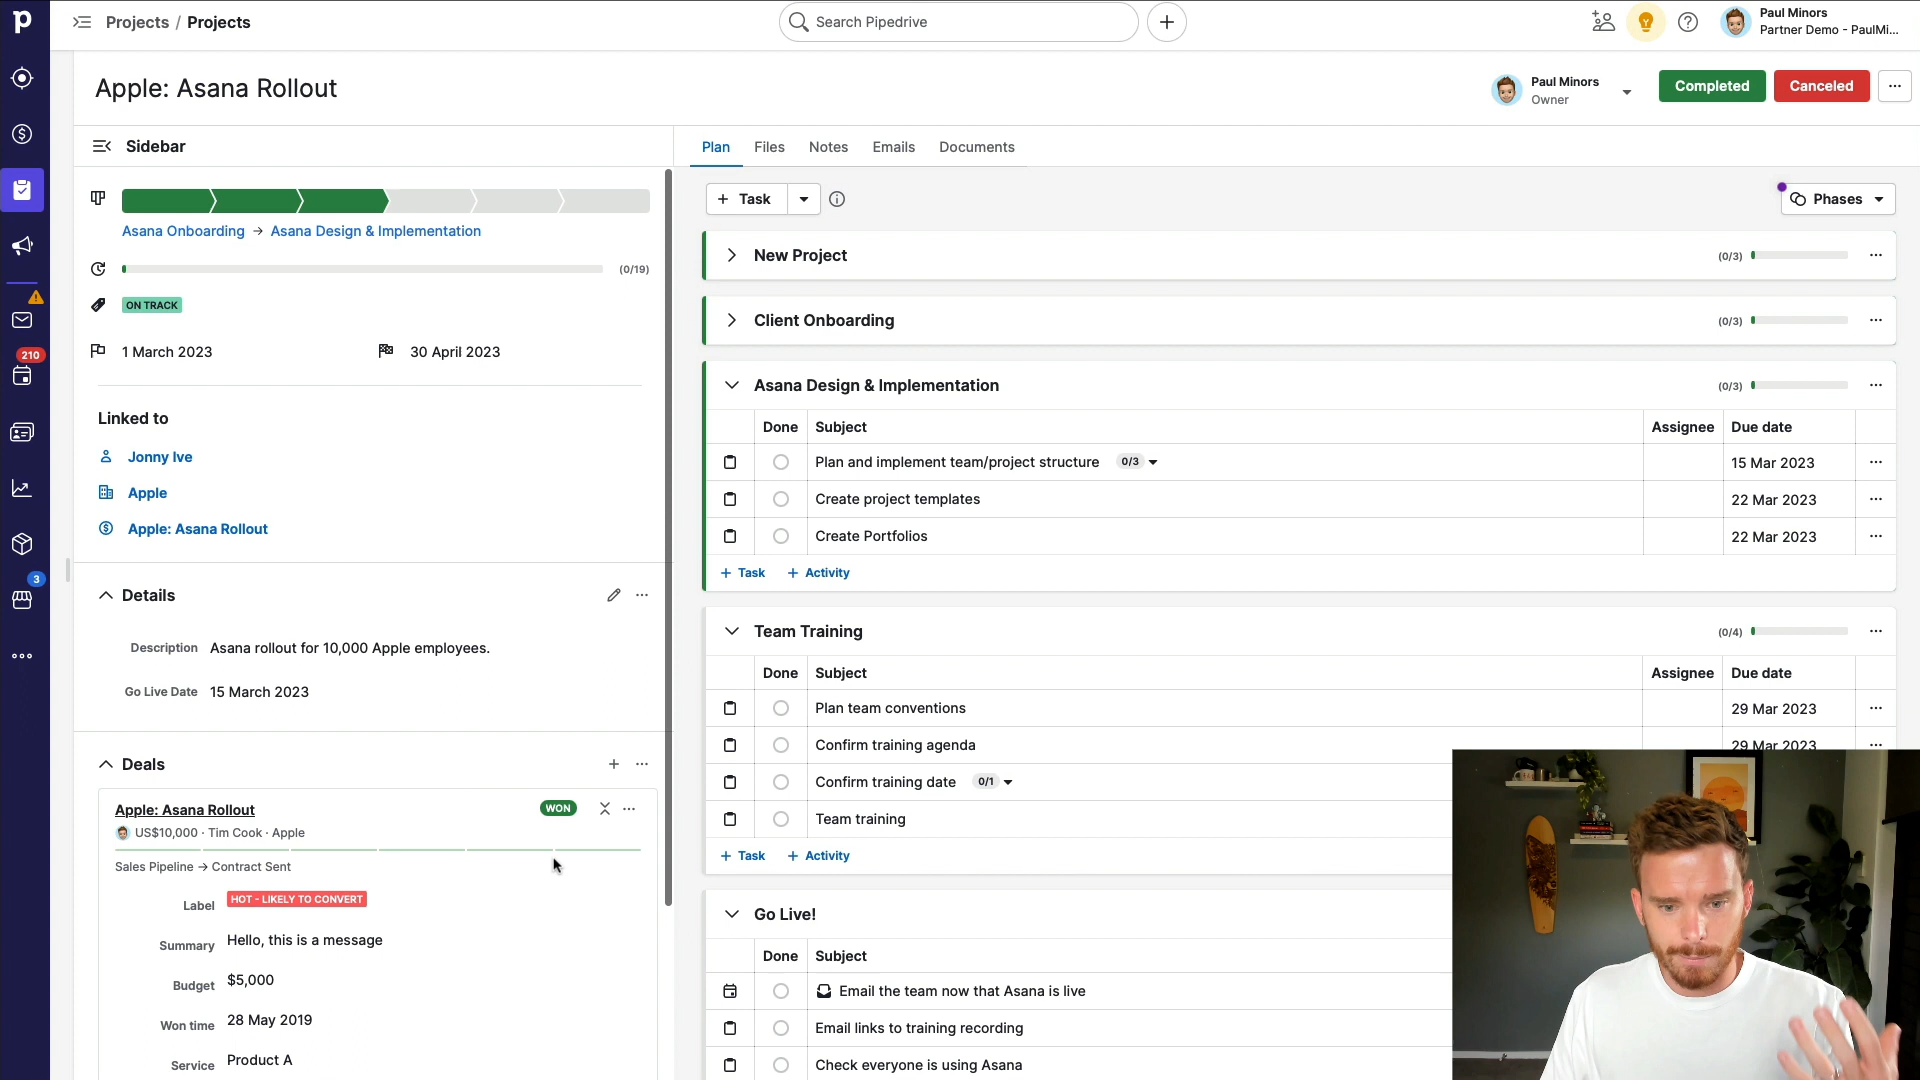 p
Projects / Projects
Search Pipedrive
Paul Minors
Partner Demo - PaulMi...
Apple: Asana Rollout
Paul Minors
Owner
Completed
Canceled
Sidebar
Asana Onboarding → Asana Design & Implementation
(0/19)
ON TRACK
1 March 2023
30 April 2023
Linked to
Jonny Ive
Apple
Apple: Asana Rollout
Details
Description Asana rollout for 10,000 Apple employees.
Go Live Date 15 March 2023
Deals
Apple: Asana Rollout
WON
US$10,000 · Tim Cook · Apple
Sales Pipeline → Contract Sent
Label HOT - LIKELY TO CONVERT
Summary Hello, this is a message
Budget $5,000
Won time 28 May 2019
Service Product A
210
3
Plan Files Notes Emails Documents
+ Task
Phases
New Project (0/3)
Client Onboarding (0/3)
Asana Design & Implementation (0/3)
Done Subject Assignee Due date
Plan and implement team/project structure 0/3 15 Mar 2023
Create project templates 22 Mar 2023
Create Portfolios 22 Mar 2023
+ Task + Activity
Team Training (0/4)
Done Subject Assignee Due date
Plan team conventions 29 Mar 2023
Confirm training agenda 29 Mar 2023
Confirm training date 0/1
Team training
+ Task + Activity
Go Live!
Done Subject
Email the team now that Asana is live
Email links to training recording
Check everyone is using Asana